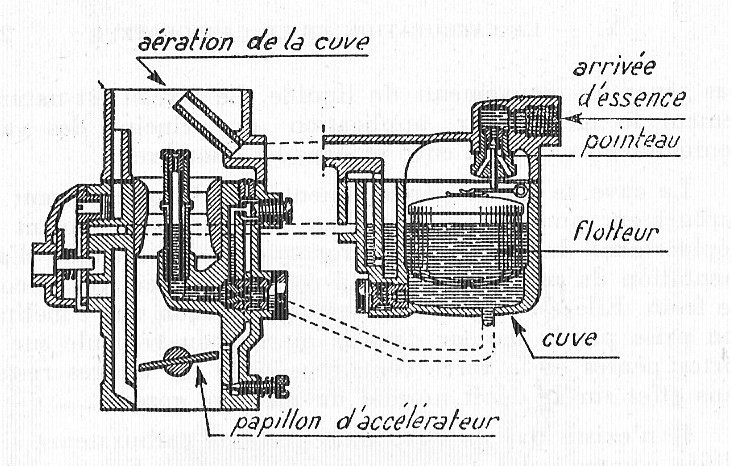 aération de la cuve
arrivée
d'essence
pointeau
flotteur
cuve
papillon d'accélérateur